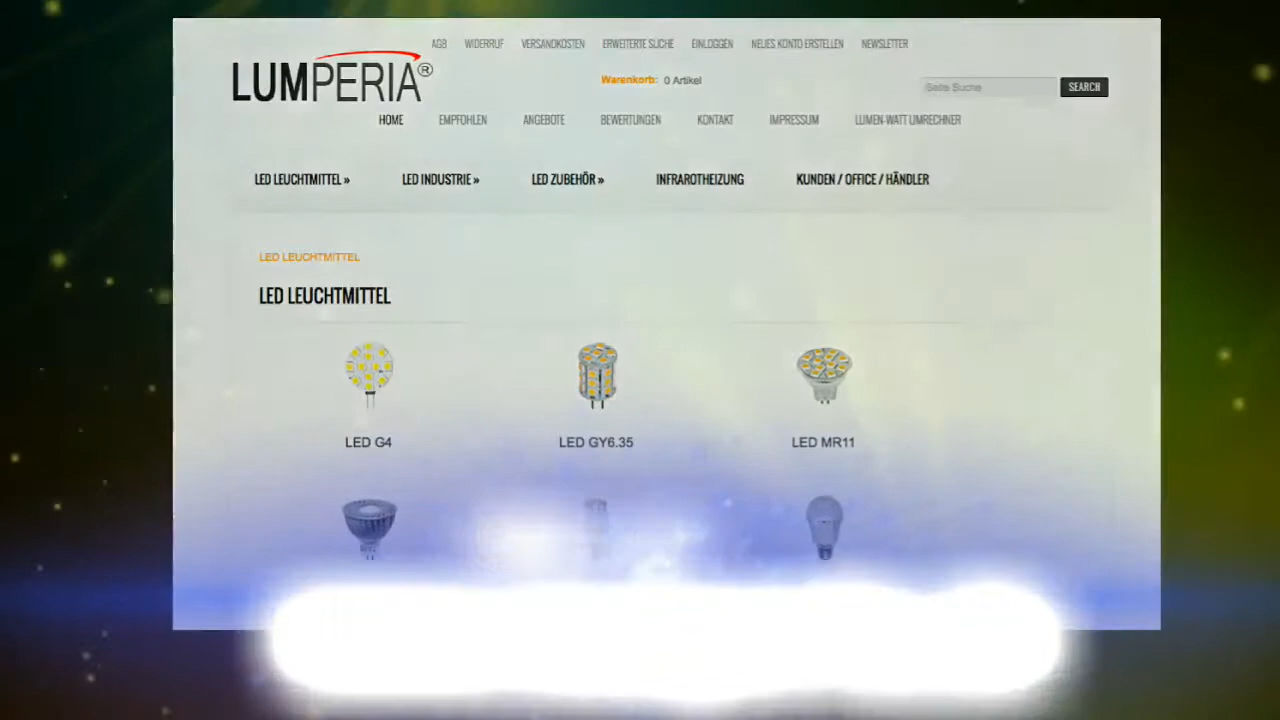 AGB WIDERRUF VERSANDKOSTEN ERWEITERTE SUCHE EINLOGGEN NEUES KONTO ERSTELLEN NEWSLETTER
LUMPERIA®
Warenkorb: 0 Artikel
Seite Suche SEARCH
HOME EMPFOHLEN ANGEBOTE BEWERTUNGEN KONTAKT IMPRESSUM LUMEN-WATT UMRECHNER
LED LEUCHTMITTEL » LED INDUSTRIE » LED ZUBEHÖR » INFRAROTHEIZUNG KUNDEN / OFFICE / HÄNDLER
LED LEUCHTMITTEL
LED LEUCHTMITTEL
LED G4 LED GY6.35 LED MR11